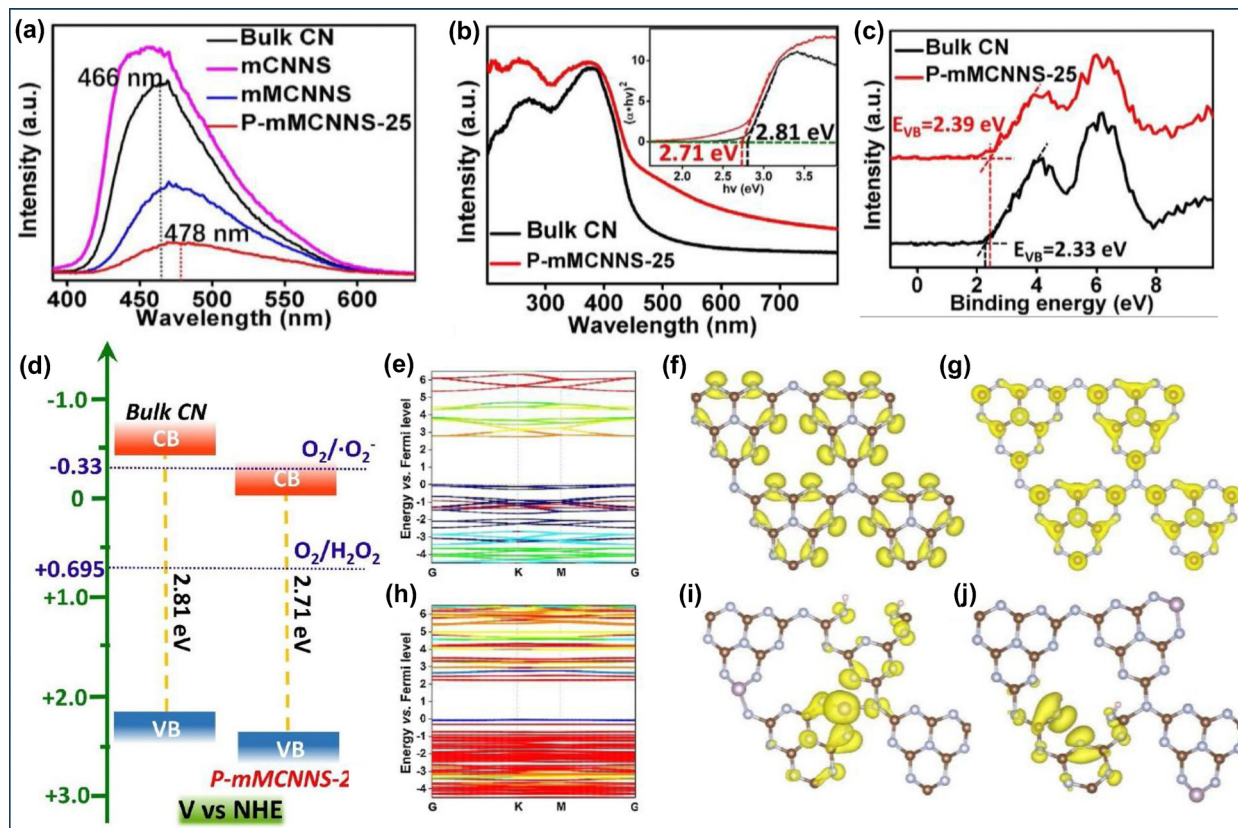 (a)
Intensity (a.u.)
Bulk CN
mCNNS
mMCNNS
P-mMCNNS-25
466 nm
478 nm
400 450 500 550 600
Wavelength (nm)
(b)
Intensity (a.u.)
(α*hν)²
10
5
0
2.81 eV
2.71 eV
2.0 2.5 3.0 3.5
hν (eV)
Bulk CN
P-mMCNNS-25
300 400 500 600 700
Wavelength (nm)
(c)
Intensity (a.u.)
Bulk CN
P-mMCNNS-25
EVB=2.39 eV
EVB=2.33 eV
0 2 4 6 8
Binding energy (eV)
(d)
-1.0
-0.33
0
+0.695
+1.0
+2.0
+3.0
Bulk CN
CB
O₂/·O₂⁻
CB
O₂/H₂O₂
2.81 eV
2.71 eV
VB
VB
P-mMCNNS-2
V vs NHE
(e)
Energy vs. Fermi level
6
5
4
3
2
1
0
-1
-2
-3
-4
G K M G
(f)
(g)
(h)
Energy vs. Fermi level
6
5
4
3
2
1
0
-1
-2
-3
-4
G K M G
(i)
(j)